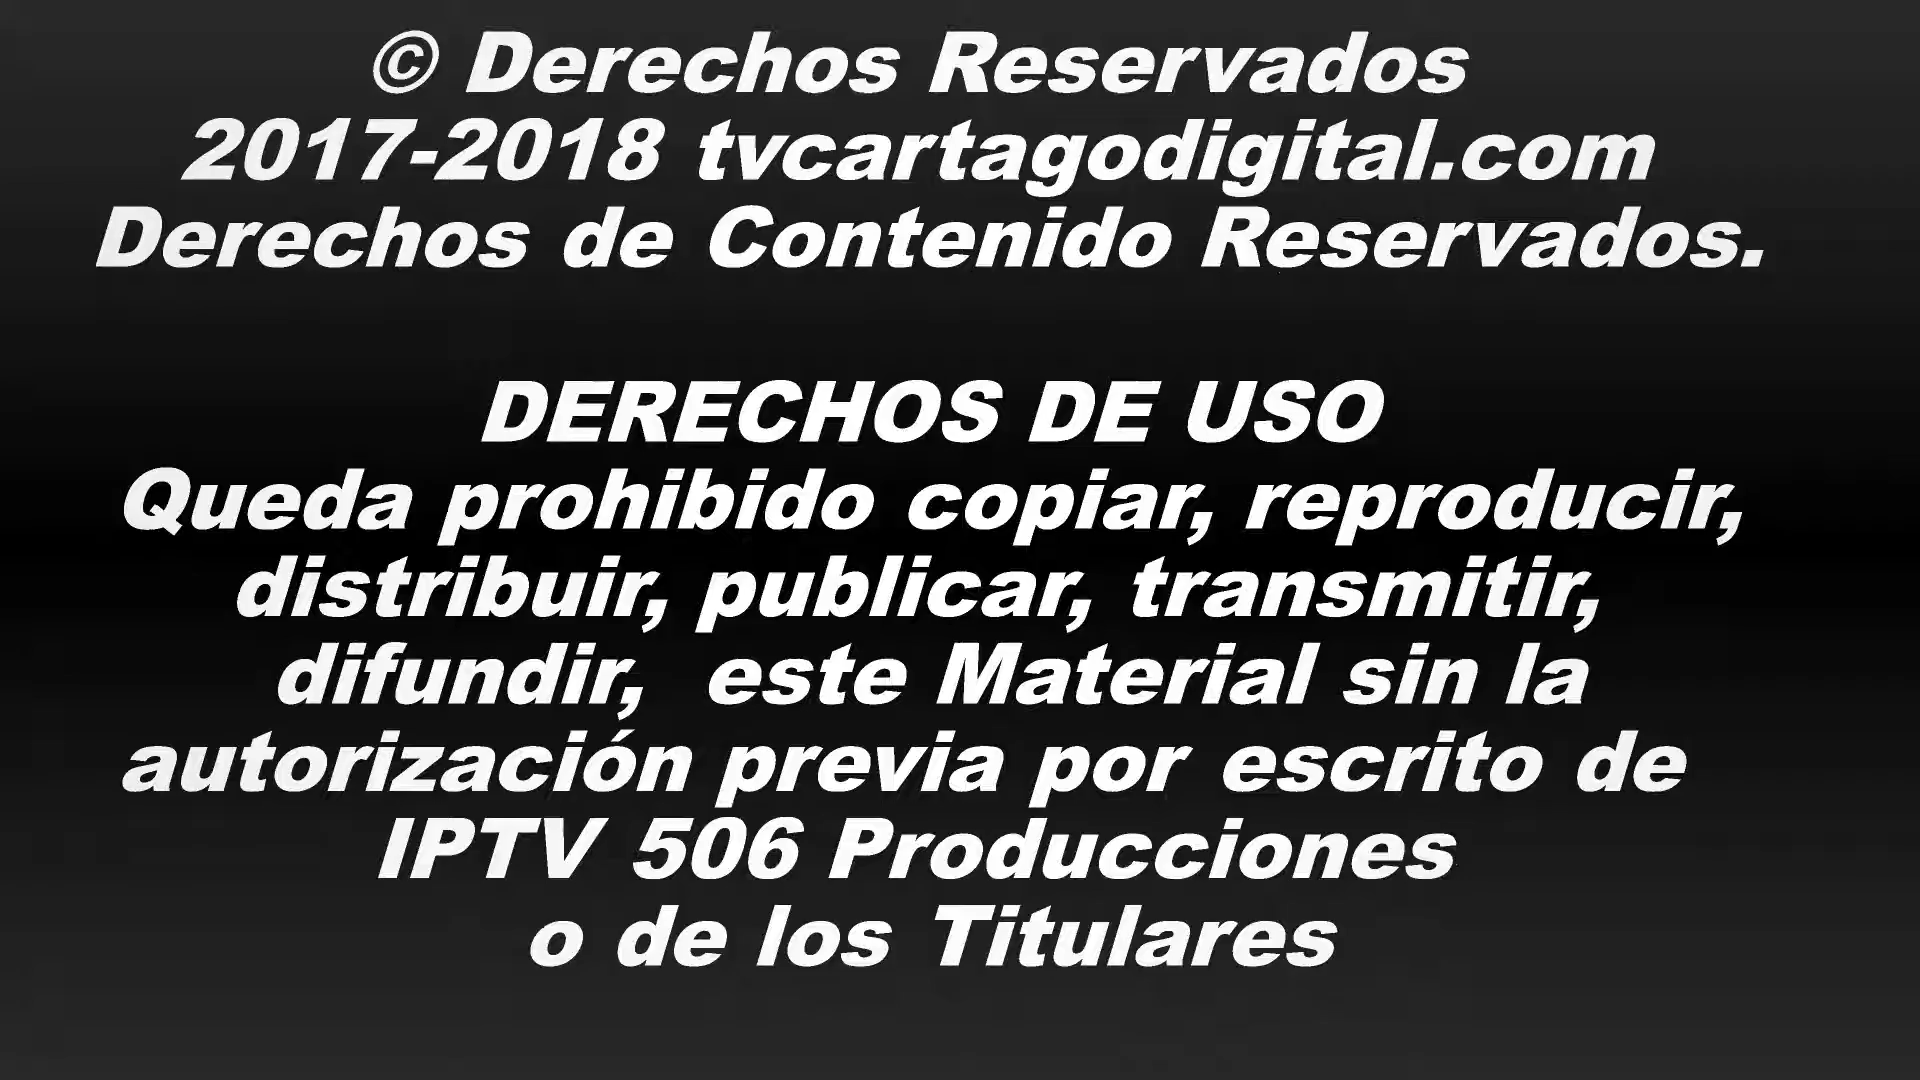 © Derechos Reservados
2017-2018 tvcartagodigital.com
Derechos de Contenido Reservados.
DERECHOS DE USO
Queda prohibido copiar, reproducir,
distribuir, publicar, transmitir,
difundir, este Material sin la
autorización previa por escrito de
IPTV 506 Producciones
o de los Titulares